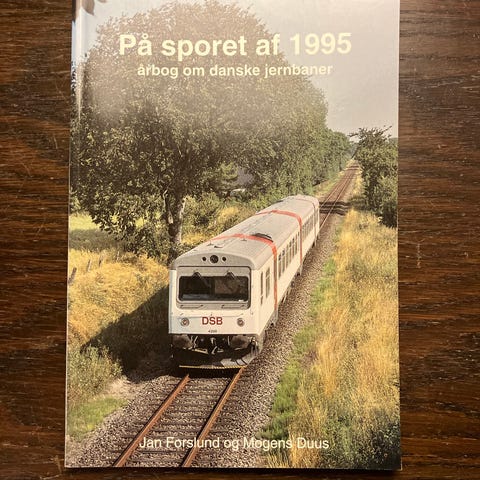 På sporet af 1995
årbog om danske jernbaner
DSB
Jan Forslund og Mogens Duus